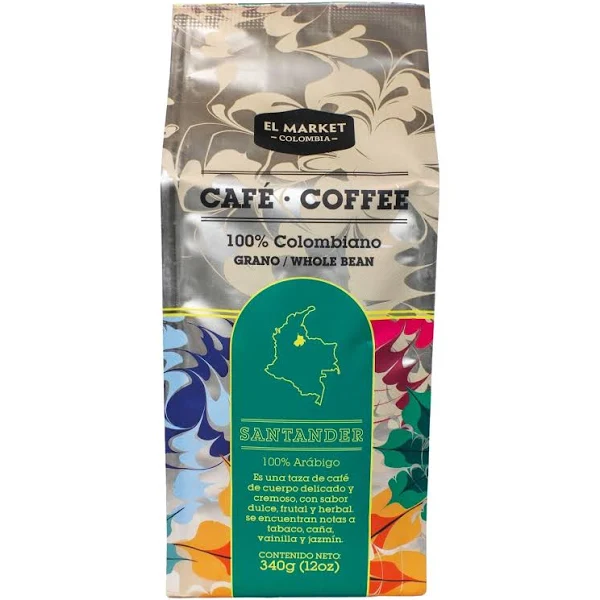 EL MARKET
COLOMBIA
CAFÉ · COFFEE
100% Colombiano
GRANO / WHOLE BEAN
SANTANDER
100% Arábigo
Es una taza de café
de cuerpo delicado y
cremoso, con sabor
dulce, frutal y herbal.
se encuentran notas a
tabaco, caña,
vainilla y jazmín.
CONTENIDO NETO:
340g (12oz)